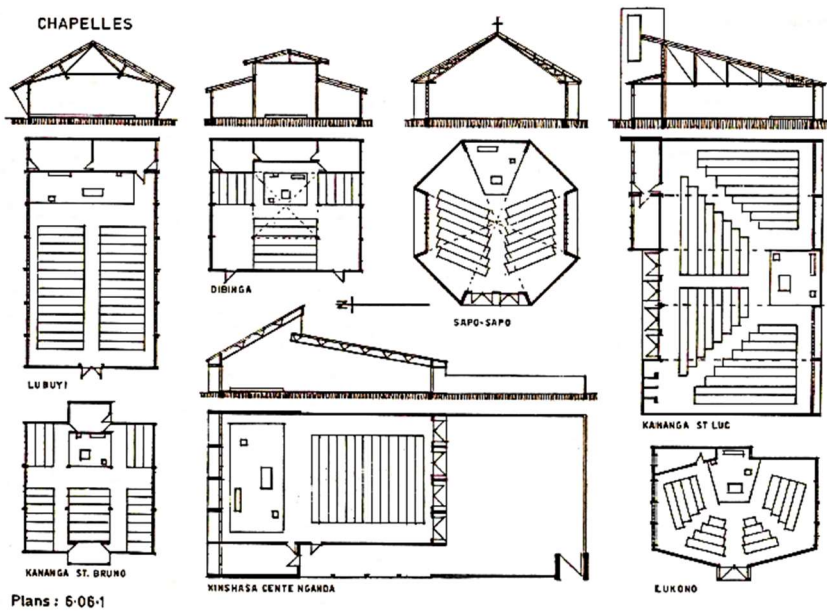 CHAPELLES
LUBUYI
DIBINGA
N
SAPO-SAPO
KANANGA ST LUC
KANANGA ST. BRUNO
KINSHASA CENTE NGANDA
LUKONO
Plans : 6·06·1